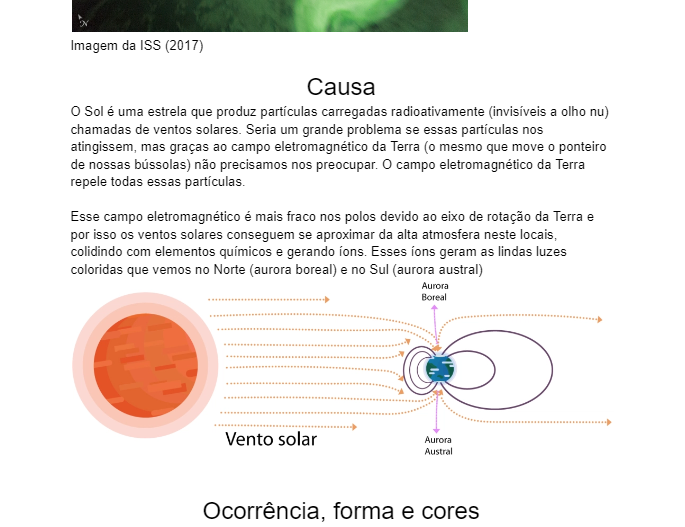 N
Imagem da ISS (2017)
Causa
O Sol é uma estrela que produz partículas carregadas radioativamente (invisíveis a olho nu)
chamadas de ventos solares. Seria um grande problema se essas partículas nos
atingissem, mas graças ao campo eletromagnético da Terra (o mesmo que move o ponteiro
de nossas bússolas) não precisamos nos preocupar. O campo eletromagnético da Terra
repele todas essas partículas.
Esse campo eletromagnético é mais fraco nos polos devido ao eixo de rotação da Terra e
por isso os ventos solares conseguem se aproximar da alta atmosfera neste locais,
colidindo com elementos químicos e gerando íons. Esses íons geram as lindas luzes
coloridas que vemos no Norte (aurora boreal) e no Sul (aurora austral)
Aurora
Boreal
Vento solar
Aurora
Austral
Ocorrência, forma e cores